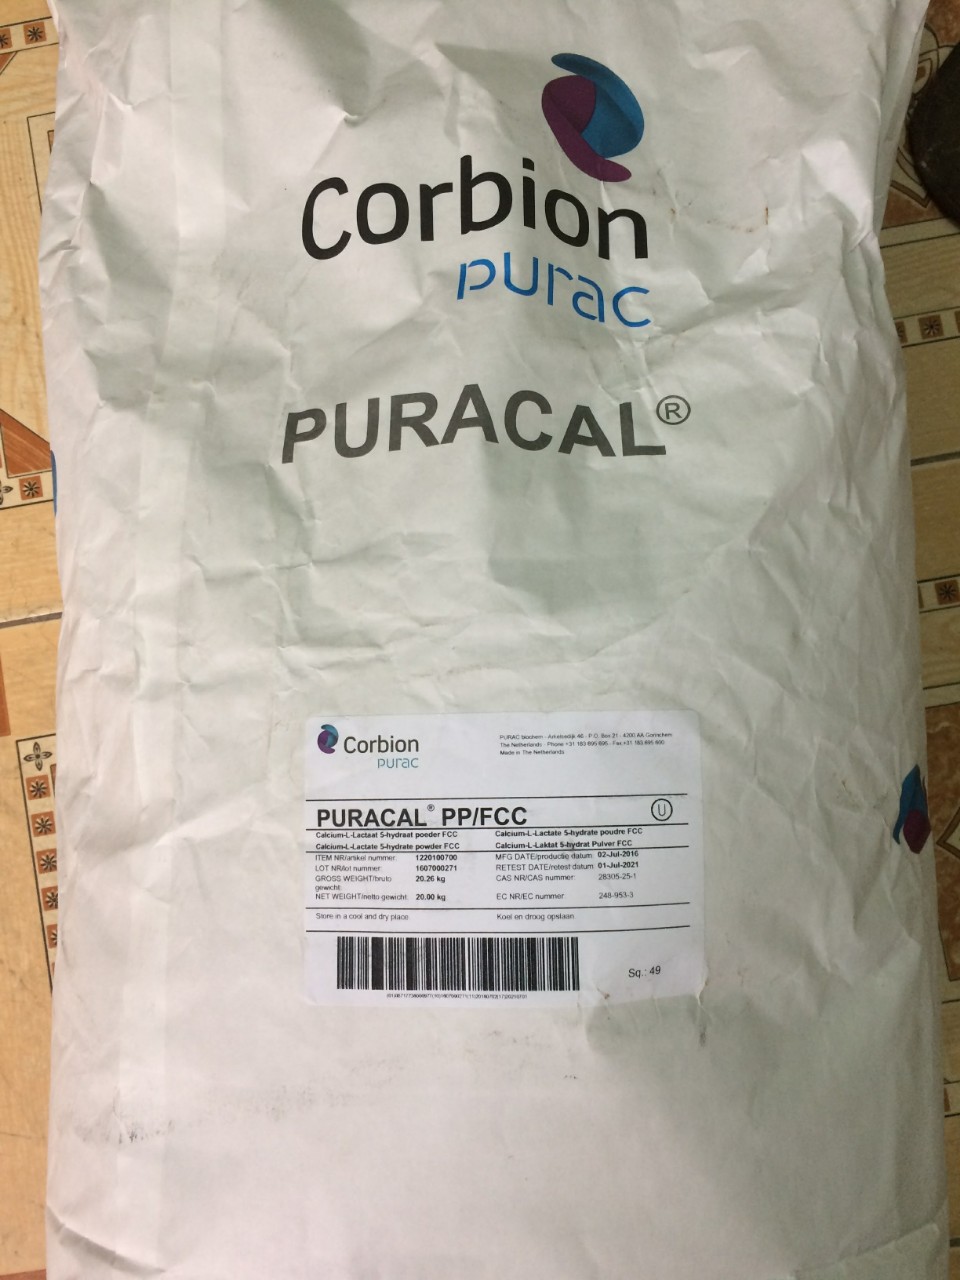 Corbion
purac
PURACAL®
Corbion
purac
PURAC biochem - Arkelsedijk 46 - P.O. Box 21 - 4200 AA Gorinchem
The Netherlands - Phone +31 183 695 695 - Fax +31 183 695 600
Made in The Netherlands
PURACAL® PP/FCC
U
Calcium-L-Lactaat 5-hydraat poeder FCC
Calcium-L-Lactate 5-hydrate poudre FCC
Calcium-L-Lactate 5-hydrate powder FCC
Calcium-L-Laktat 5-hydrat Pulver FCC
ITEM NR/artikel nummer: 1220100700
MFG DATE/productie datum: 02-Jul-2016
LOT NR/lot nummer: 1607000271
RETEST DATE/retest datum: 01-Jul-2021
GROSS WEIGHT/bruto gewicht: 20.26 kg
CAS NR/CAS nummer: 28305-25-1
NET WEIGHT/netto gewicht: 20.00 kg
EC NR/EC nummer: 248-953-3
Store in a cool and dry place
Koel en droog opslaan.
Sq.: 49